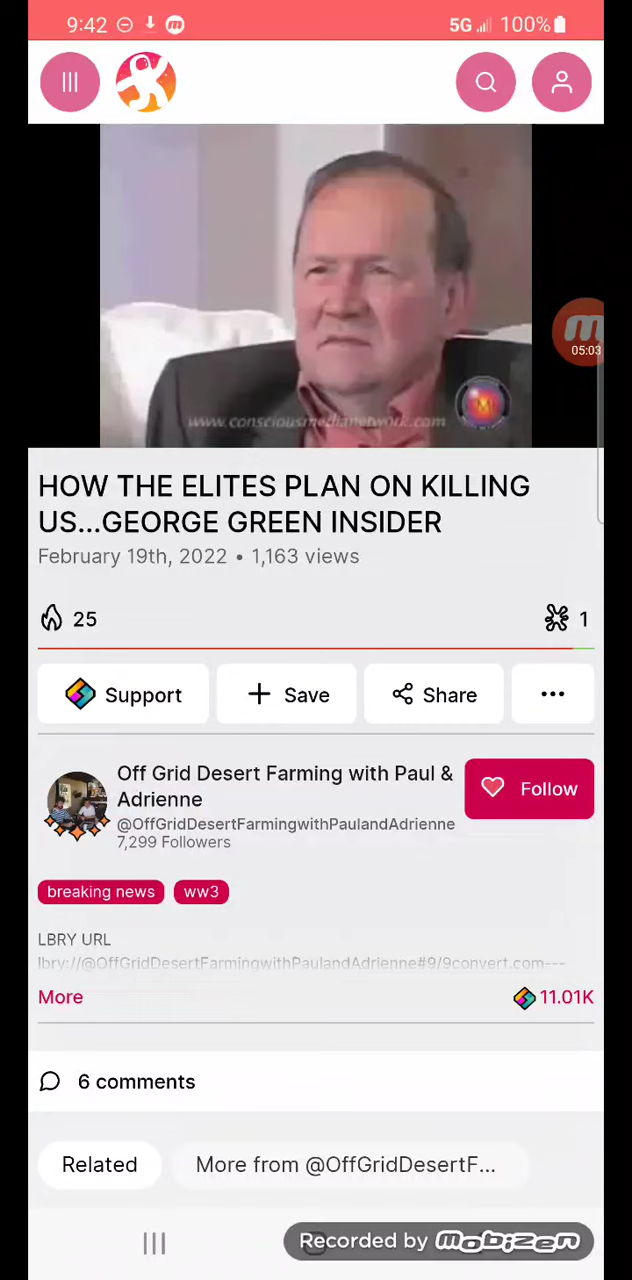 9:42
5G 100%
www.consciousmedianetwork.com
M
05:03
HOW THE ELITES PLAN ON KILLING
US...GEORGE GREEN INSIDER
February 19th, 2022 • 1,163 views
25
1
Support
Save
Share
Off Grid Desert Farming with Paul &
Adrienne
@OffGridDesertFarmingwithPaulandAdrienne
7,299 Followers
Follow
breaking news
ww3
LBRY URL
lbry://@OffGridDesertFarmingwithPaulandAdrienne#9/9convert.com---
More
11.01K
6 comments
Related
More from @OffGridDesertF...
Recorded by mobizen